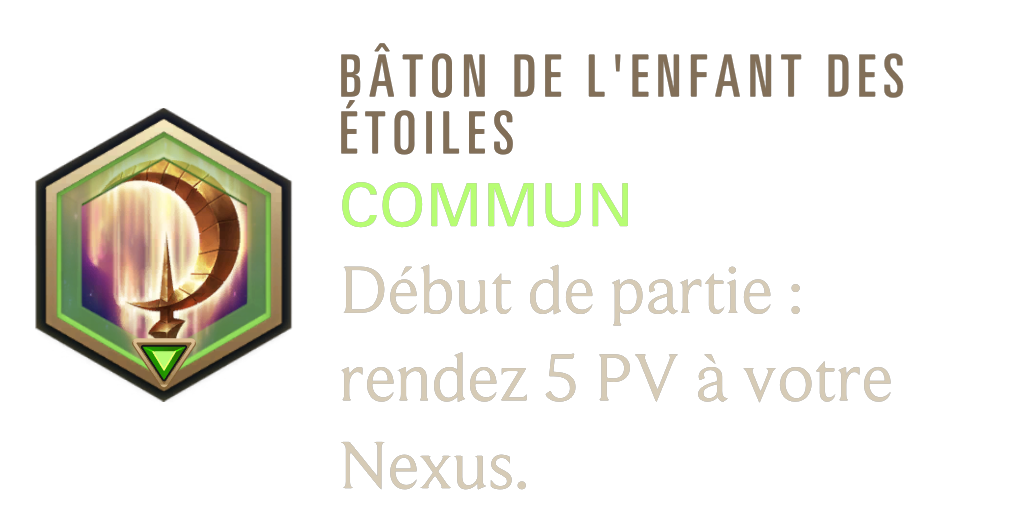 BÂTON DE L'ENFANT DES
ÉTOILES
COMMUN
Début de partie :
rendez 5 PV à votre
Nexus.